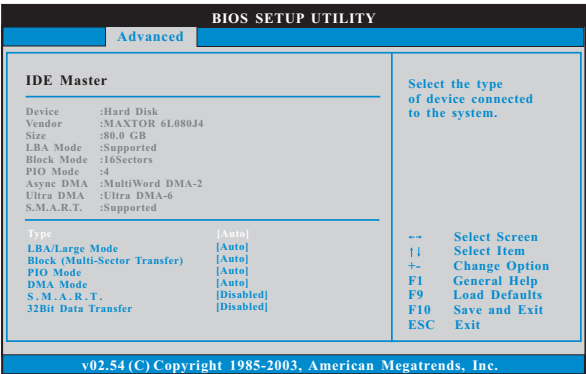 BIOS SETUP UTILITY
Advanced
IDE Master
Device :Hard Disk
Vendor :MAXTOR 6L080J4
Size :80.0 GB
LBA Mode :Supported
Block Mode :16Sectors
PIO Mode :4
Async DMA :MultiWord DMA-2
Ultra DMA :Ultra DMA-6
S.M.A.R.T. :Supported
Type [Auto]
LBA/Large Mode [Auto]
Block (Multi-Sector Transfer) [Auto]
PIO Mode [Auto]
DMA Mode [Auto]
S.M.A.R.T. [Disabled]
32Bit Data Transfer [Disabled]
Select the type
of device connected
to the system.
←→ Select Screen
↑↓ Select Item
+- Change Option
F1 General Help
F9 Load Defaults
F10 Save and Exit
ESC Exit
v02.54 (C) Copyright 1985-2003, American Megatrends, Inc.